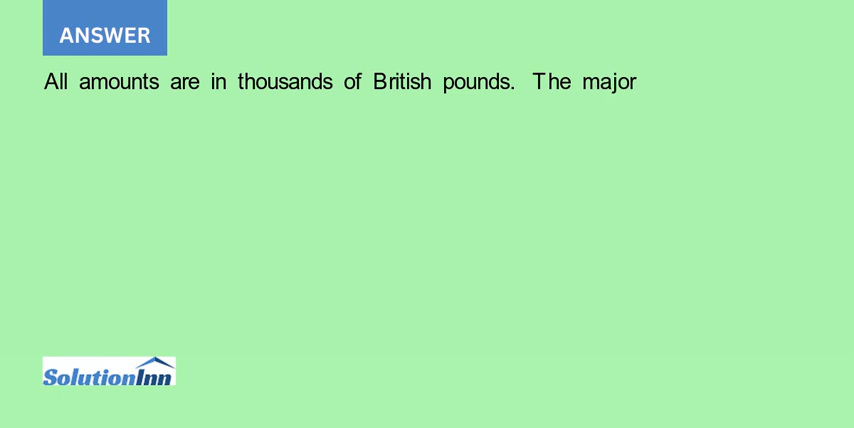 ANSWER
All amounts are in thousands of British pounds. The major
SolutionInn